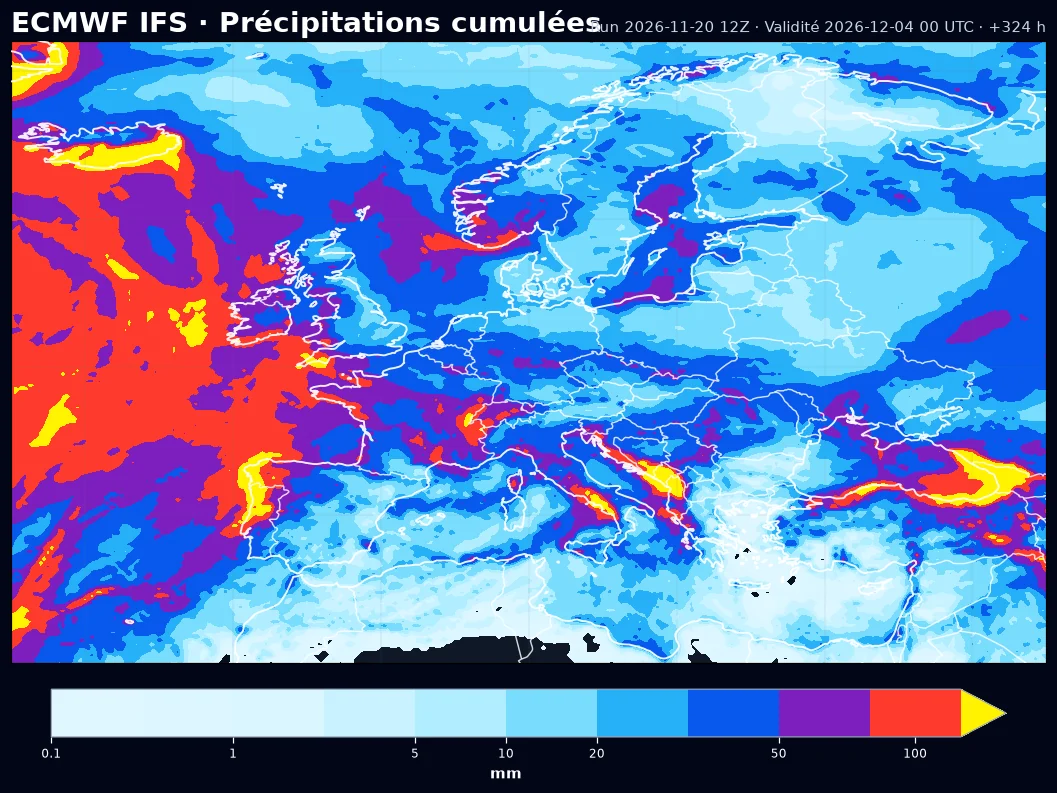 ECMWF IFS · Précipitations cumulées
Run 2026-11-20 12Z · Validité 2026-12-04 00 UTC · +324 h
0.1 1 5 10 20 50 100
mm